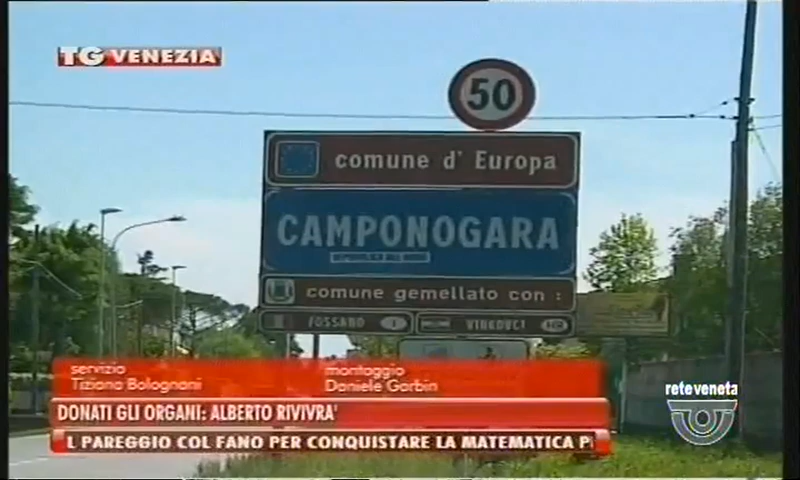 TG VENEZIA
50
comune d' Europa
CAMPONOGARA
comune gemellato con :
FOSSANO I VINKOVCI
servizio montaggio
Tiziana Bolognani Daniele Garbin
DONATI GLI ORGANI: ALBERTO RIVIVRA'
L PAREGGIO COL FANO PER CONQUISTARE LA MATEMATICA P
reteveneta